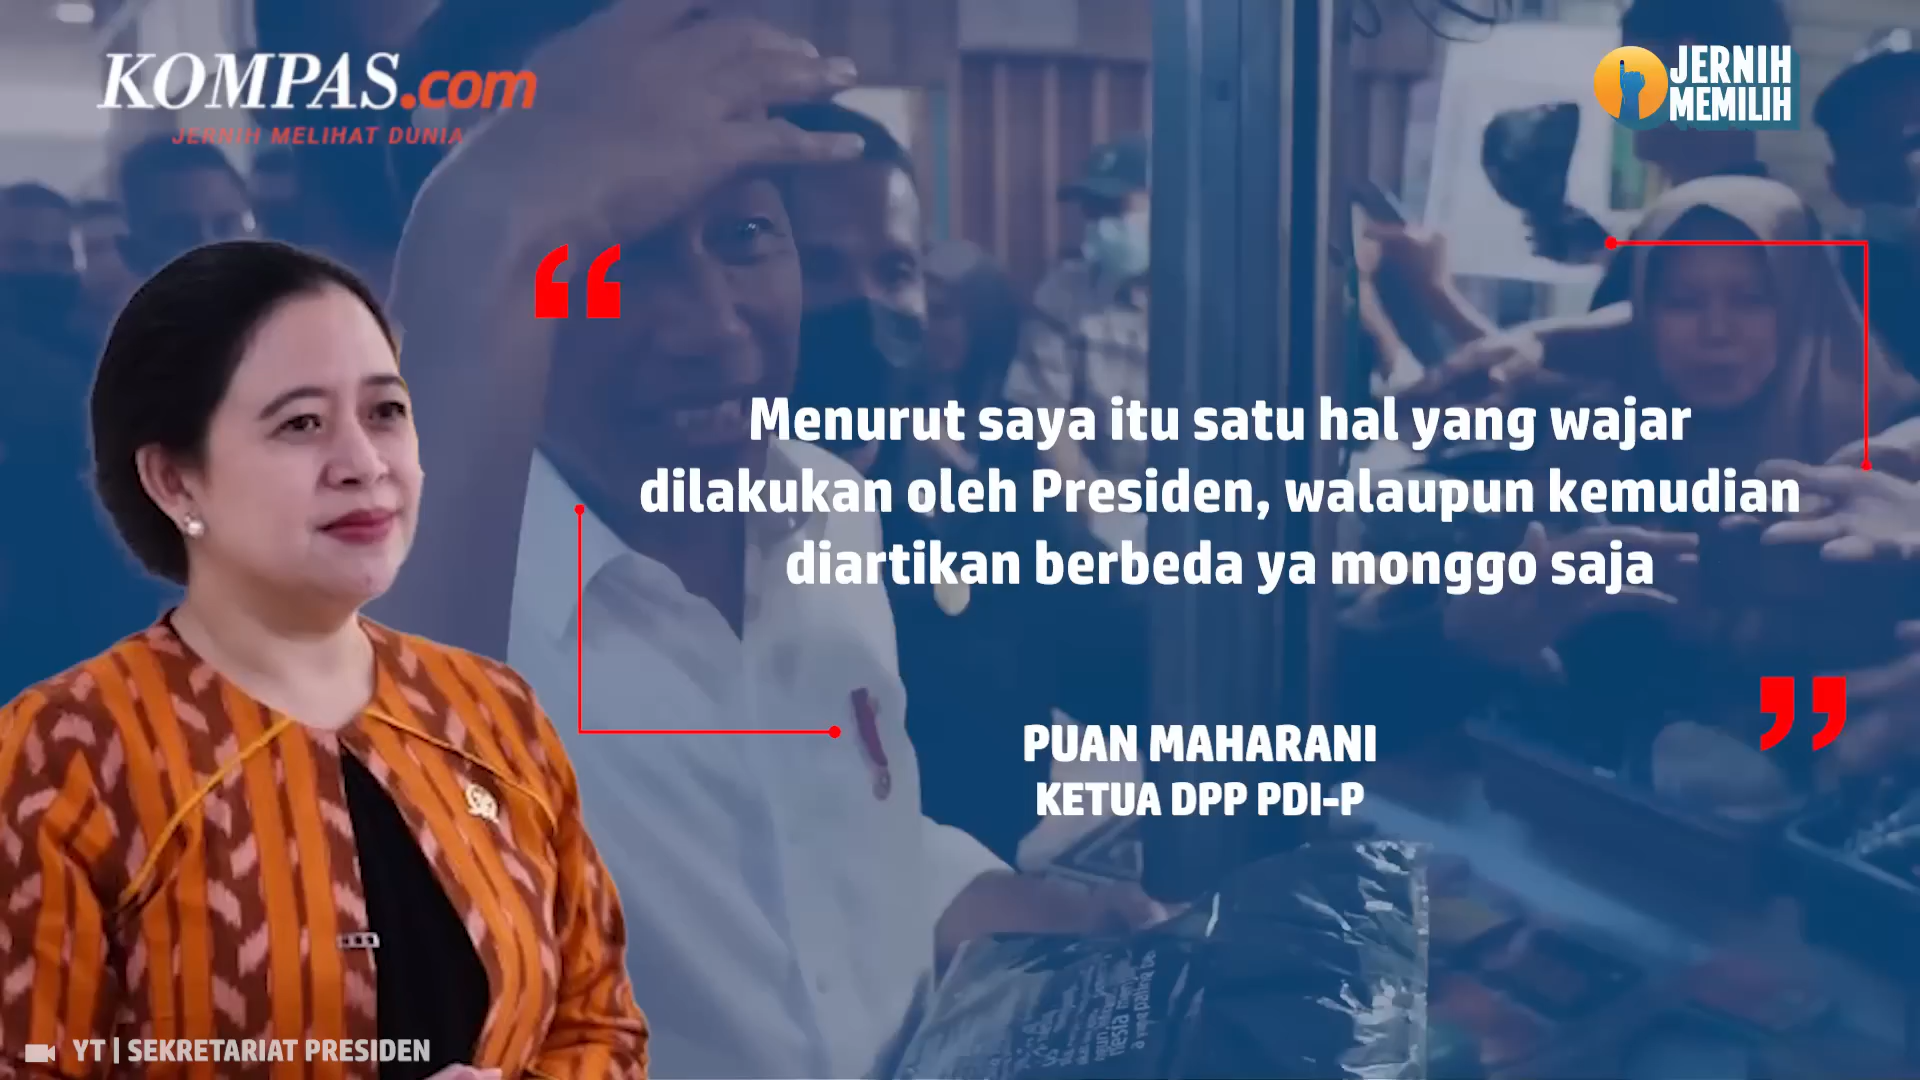 KOMPAS.com
JERNIH MELIHAT DUNIA
JERNIH
MEMILIH
Menurut saya itu satu hal yang wajar
dilakukan oleh Presiden, walaupun kemudian
diartikan berbeda ya monggo saja
PUAN MAHARANI
KETUA DPP PDI-P
YT | SEKRETARIAT PRESIDEN